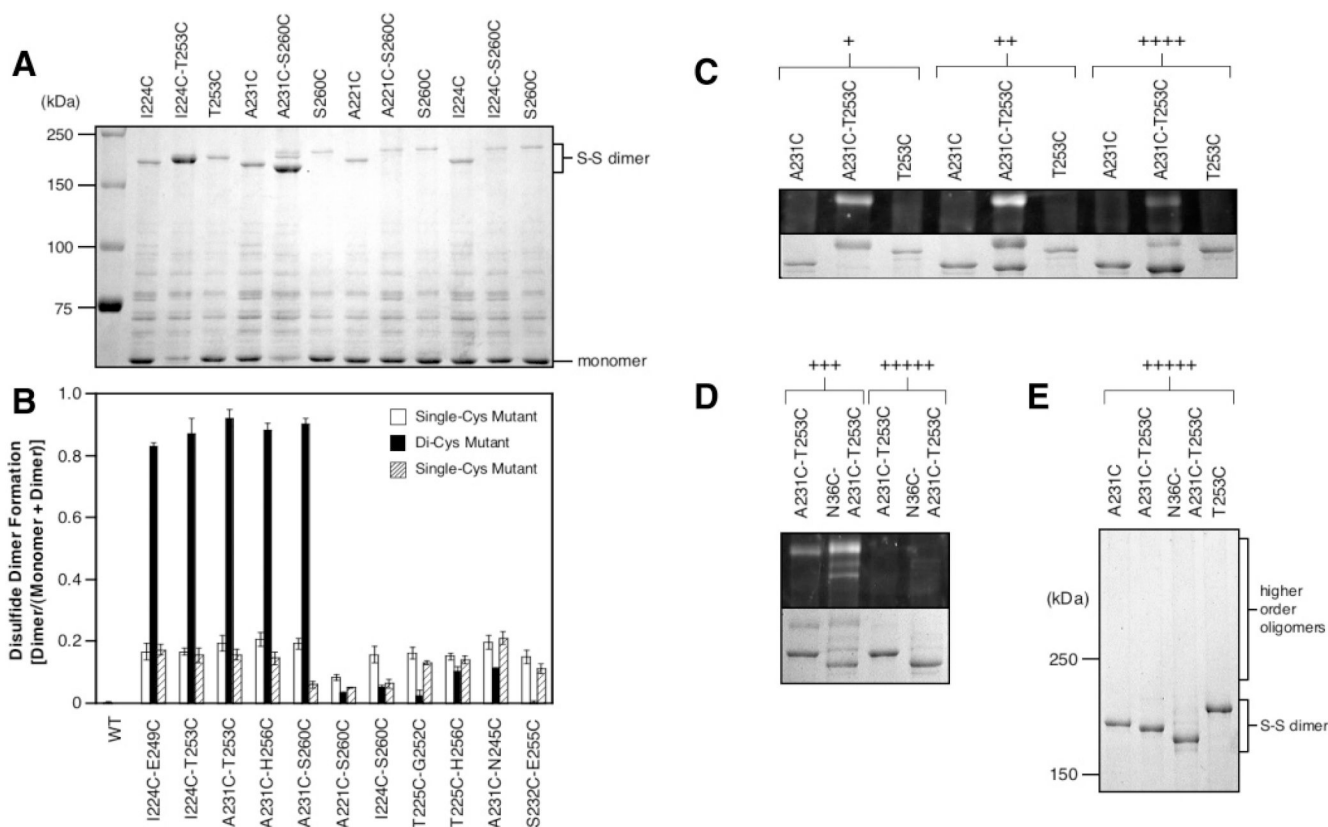 A
(kDa)
I224C
I224C-T253C
T253C
A231C
A231C-S260C
S260C
A221C
A221C-S260C
S260C
I224C
I224C-S260C
S260C
250
150
100
75
S-S dimer
monomer
B
Disulfide Dimer Formation
[Dimer/(Monomer + Dimer)]
1.0
0.8
0.6
0.4
0.2
0
Single-Cys Mutant
Di-Cys Mutant
Single-Cys Mutant
WT
I224C-E249C
I224C-T253C
A231C-T253C
A231C-H256C
A231C-S260C
A221C-S260C
I224C-S260C
T225C-G252C
T225C-H256C
A231C-N245C
S232C-E255C
C
+
++
++++
A231C
A231C-T253C
T253C
A231C
A231C-T253C
T253C
A231C
A231C-T253C
T253C
D
+++
+++++
A231C-T253C
N36C-
A231C-T253C
A231C-T253C
N36C-
A231C-T253C
E
+++++
A231C
A231C-T253C
N36C-
A231C-T253C
T253C
(kDa)
250
150
higher
order
oligomers
S-S dimer